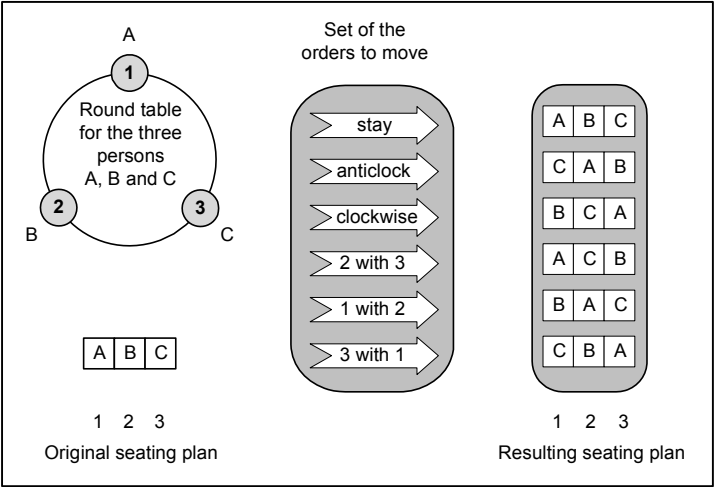 A
1
Round table
for the three
persons
A, B and C
2
3
B
C
A B C
1 2 3
Original seating plan
Set of the
orders to move
stay
anticlock
clockwise
2 with 3
1 with 2
3 with 1
A B C
C A B
B C A
A C B
B A C
C B A
1 2 3
Resulting seating plan